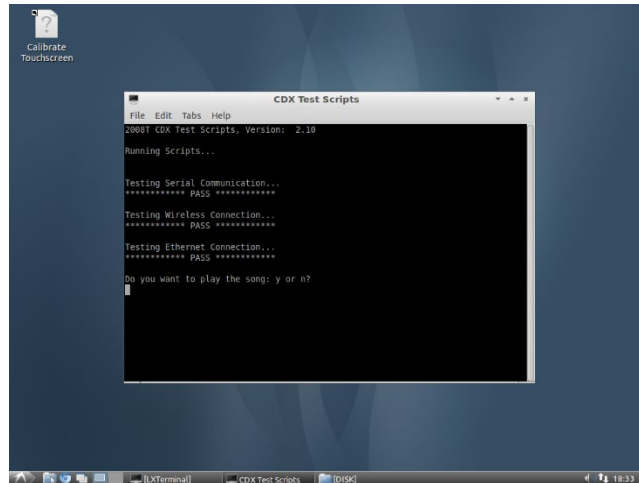 Calibrate
Touchscreen
CDX Test Scripts
File Edit Tabs Help
2008T CDX Test Scripts, Version: 2.10
Running Scripts...
Testing Serial Communication...
************ PASS ************
Testing Wireless Connection...
************ PASS ************
Testing Ethernet Connection...
************ PASS ************
Do you want to play the song: y or n?
[LXTerminal] CDX Test Scripts [DISK] 18:33